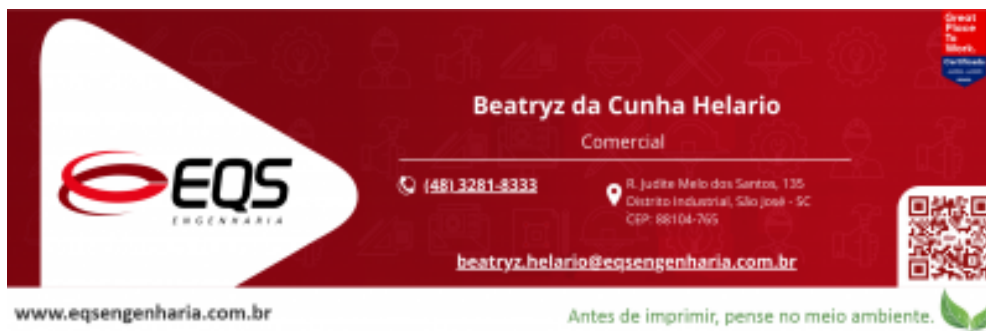 Great
Place
To
Work.
Certificada
Beatryz da Cunha Helario
Comercial
EQS
ENGENHARIA
(48) 3281-8333
R. Judite Melo dos Santos, 135
Distrito Industrial, São José - SC
CEP: 88104-765
beatryz.helario@eqsengenharia.com.br
www.eqsengenharia.com.br
Antes de imprimir, pense no meio ambiente.